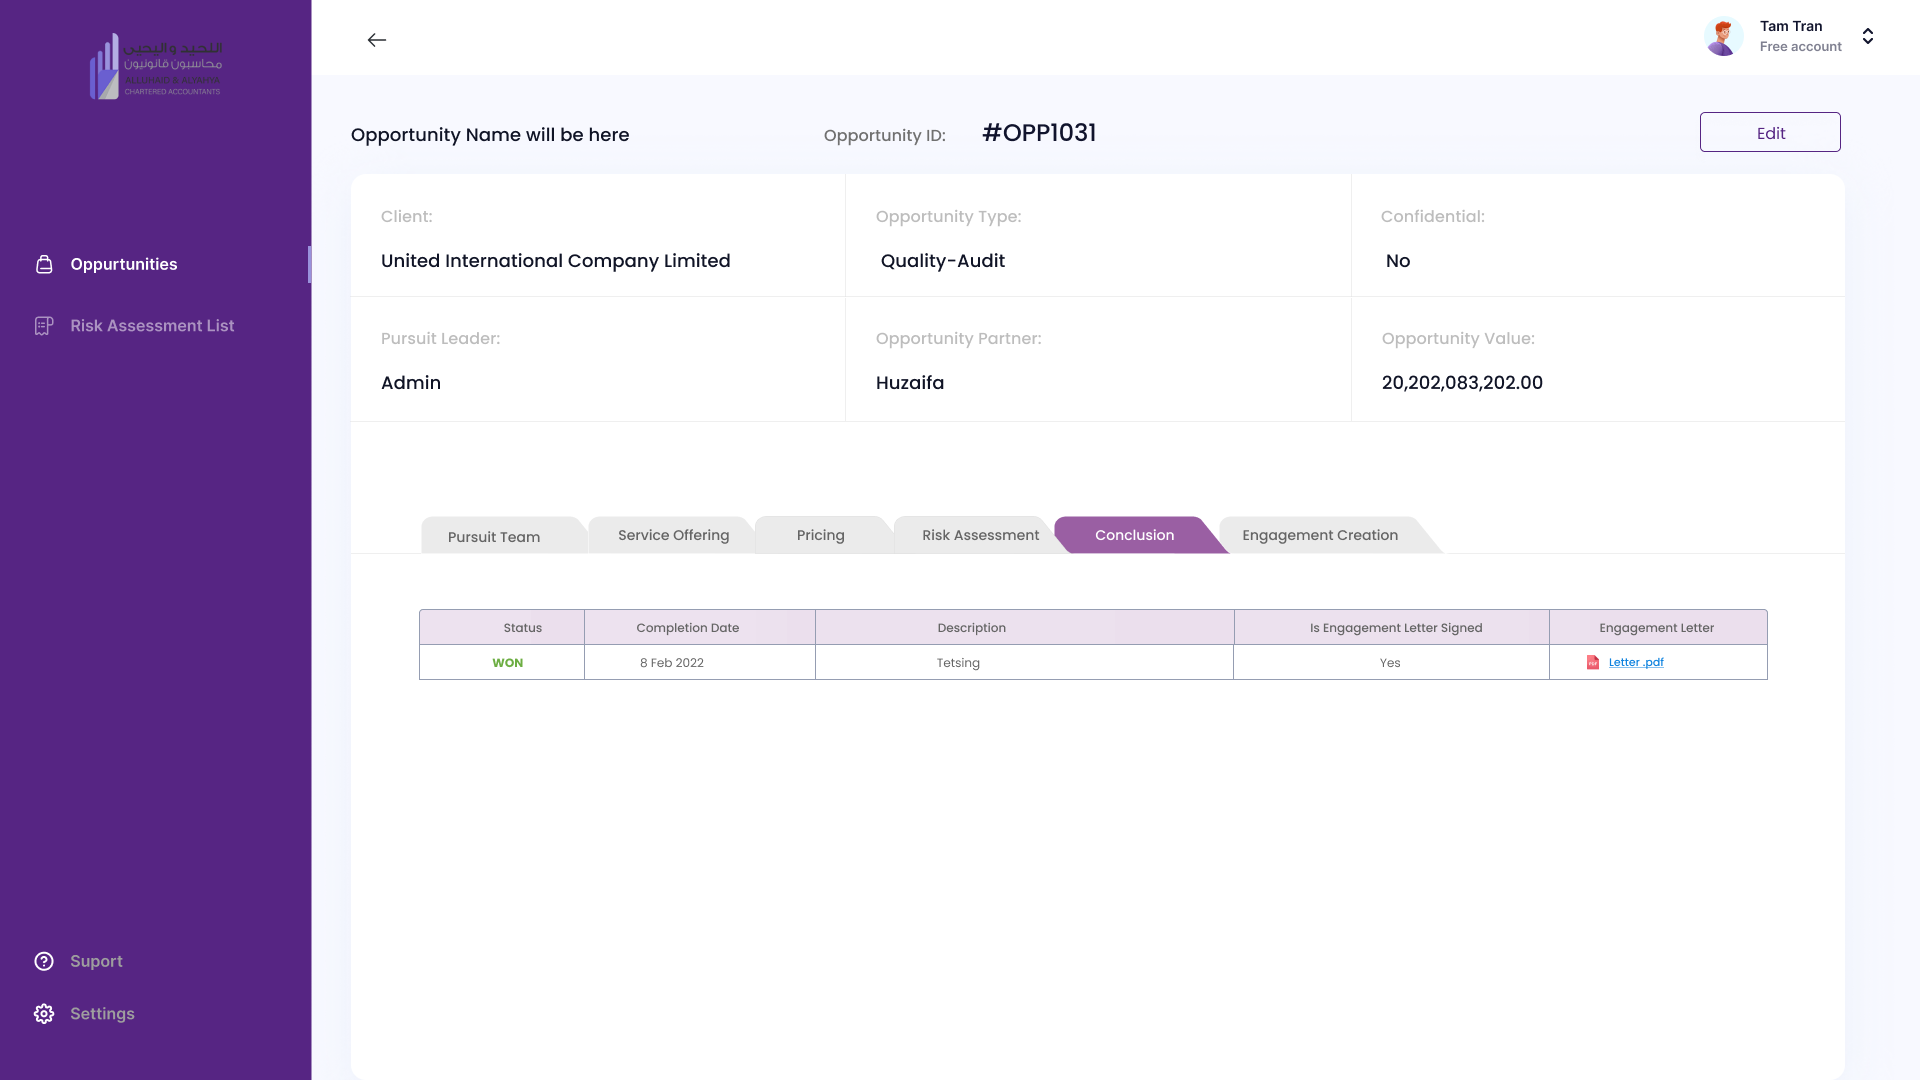 النحيد واليحيى
محاسبون قانونيون
CHARTERED ACCOUNTANTS
Tam Tran
Free account
Opportunity Name will be here
Opportunity ID:
#OPP1031
Edit
Oppurtunities
Risk Assessment List
Suport
Settings
Client:
United International Company Limited
Opportunity Type:
Quality-Audit
Confidential:
No
Pursuit Leader:
Admin
Opportunity Partner:
Huzaifa
Opportunity Value:
20,202,083,202.00
Pursuit Team
Service Offering
Pricing
Risk Assessment
Conclusion
Engagement Creation
Status
Completion Date
Description
Is Engagement Letter Signed
Engagement Letter
WON
8 Feb 2022
Tetsing
Yes
PDF
Letter .pdf